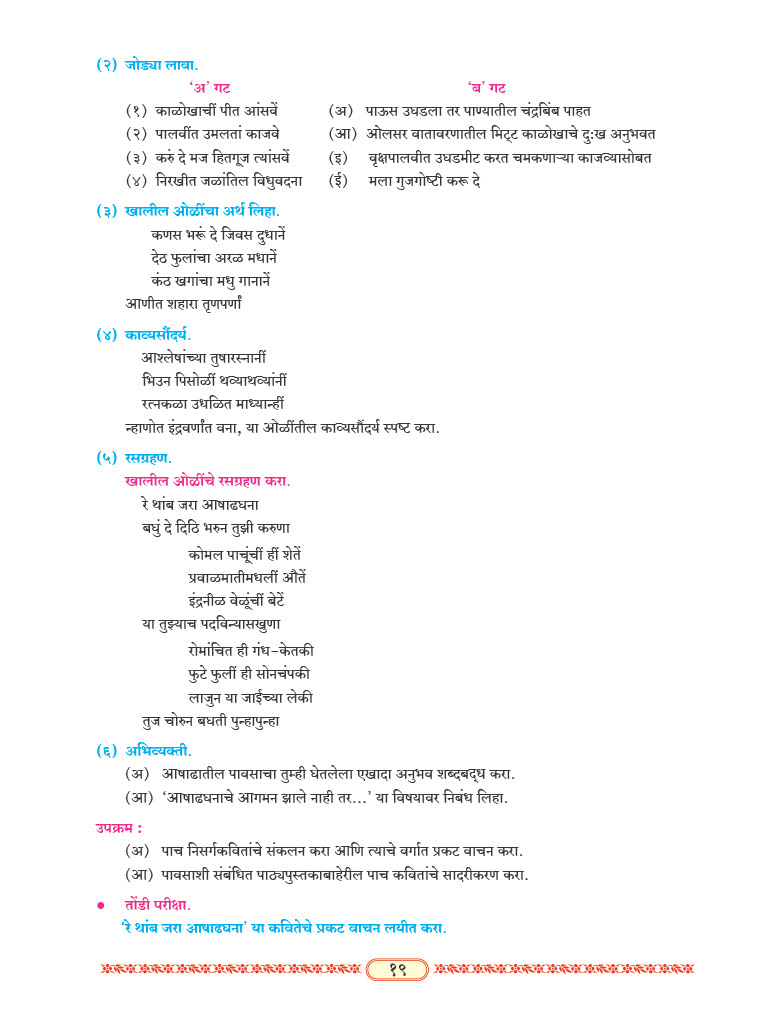 (२) जोड्या लावा.
‘अ’ गट ‘ब’ गट
(१) काळोखाचीं पीत आंसवें (अ) पाऊस उघडला तर पाण्यातील चंद्रबिंब पाहत
(२) पालवींत उमलतां काजवे (आ) ओलसर वातावरणातील मिट्ट काळोखाचे दुःख अनुभवत
(३) करुं दे मज हितगूज त्यांसवें (इ) वृक्षपालवीत उघडमीट करत चमकणाऱ्या काजव्यासोबत
(४) निरखीत जळांतिल विधुवदना (ई) मला गुजगोष्टी करू दे
(३) खालील ओळींचा अर्थ लिहा.
कणस भरूं दे जिवस दुधानें
देठ फुलांचा अरळ मधानें
कंठ खगांचा मधु गानानें
आणीत शहारा तृणपर्णां
(४) काव्यसौंदर्य.
आश्लेषांच्या तुषारस्नानीं
भिउन पिसोळीं थव्याथव्यांनीं
रत्नकळा उधळित माध्यान्हीं
न्हाणोत इंद्रवर्णांत वना, या ओळींतील काव्यसौंदर्य स्पष्ट करा.
(५) रसग्रहण.
खालील ओळींचे रसग्रहण करा.
रे थांब जरा आषाढघना
बघुं दे दिठि भरुन तुझी करुणा
कोमल पाचूंचीं हीं शेतें
प्रवाळमातीमधलीं औतें
इंद्रनीळ वेळूंचीं बेटें
या तुझ्याच पदविन्यासखुणा
रोमांचित ही गंध-केतकी
फुटे फुलीं ही सोनचंपकी
लाजुन या जाईच्या लेकी
तुज चोरुन बघती पुन्हापुन्हा
(६) अभिव्यक्ती.
(अ) आषाढातील पावसाचा तुम्ही घेतलेला एखादा अनुभव शब्दबद्ध करा.
(आ) ‘आषाढघनाचे आगमन झाले नाही तर...’ या विषयावर निबंध लिहा.
उपक्रम :
(अ) पाच निसर्गकवितांचे संकलन करा आणि त्याचे वर्गात प्रकट वाचन करा.
(आ) पावसाशी संबंधित पाठ्यपुस्तकाबाहेरील पाच कवितांचे सादरीकरण करा.
● तोंडी परीक्षा.
‘रे थांब जरा आषाढघना’ या कवितेचे प्रकट वाचन लयीत करा.
१९